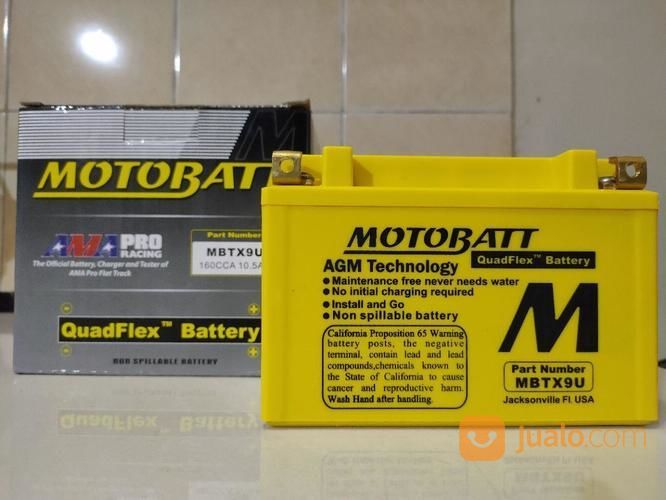 MOTOBATT
AMA PRO
RACING
The Official Battery, Charger and Tester of
AMA Pro Flat Track
Part Number
MBTX9U
160CCA 10.5A
QuadFlex™ Battery
NON SPILLABLE BATTERY
M
MOTOBATT
QuadFlex™ Battery
AGM Technology
● Maintenance free never needs water
● No initial charging required
● Install and Go
● Non spillable battery
California Proposition 65 Warning
battery posts, the negative
terminal, contain lead and lead
compounds,chemicals known to
the State of California to cause
cancer and reproductive harm.
Wash Hand after handling.
M
Part Number
MBTX9U
Jacksonville Fl. USA
jualo.com